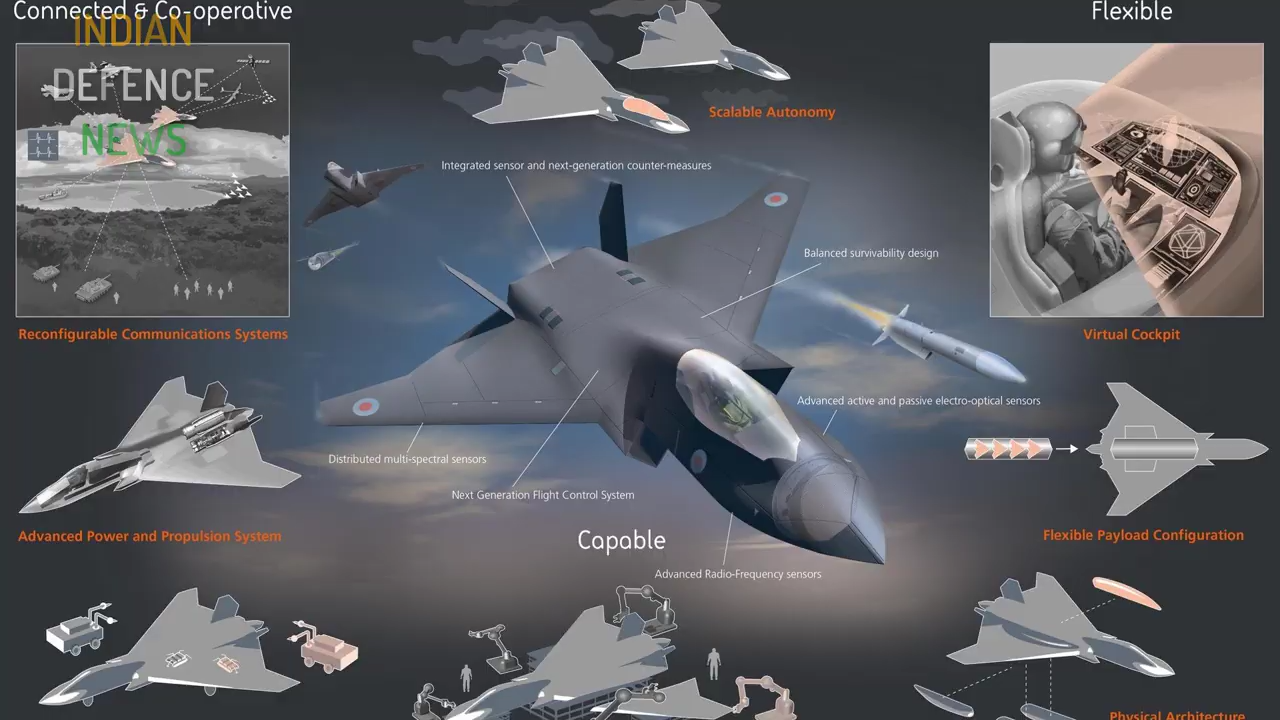 Connected & Co-operative
Flexible
INDIAN
DEFENCE
NEWS
Scalable Autonomy
Integrated sensor and next-generation counter-measures
Balanced survivability design
Reconfigurable Communications Systems
Virtual Cockpit
Advanced active and passive electro-optical sensors
Distributed multi-spectral sensors
Next Generation Flight Control System
Advanced Power and Propulsion System
Capable
Flexible Payload Configuration
Advanced Radio-Frequency sensors
Physical Architecture